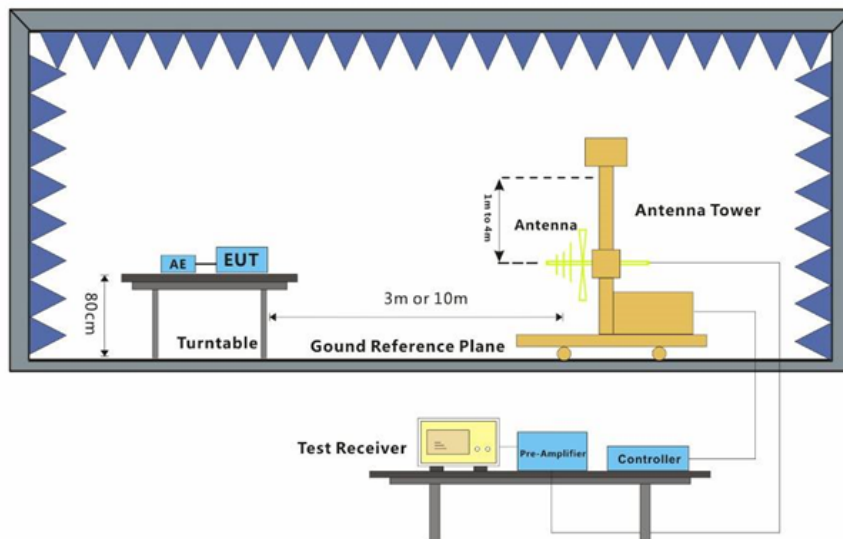 1m to 4m
Antenna Tower
Antenna
AE
EUT
3m or 10m
80cm
Turntable
Gound Reference Plane
Test Receiver
Pre-Amplifier
Controller